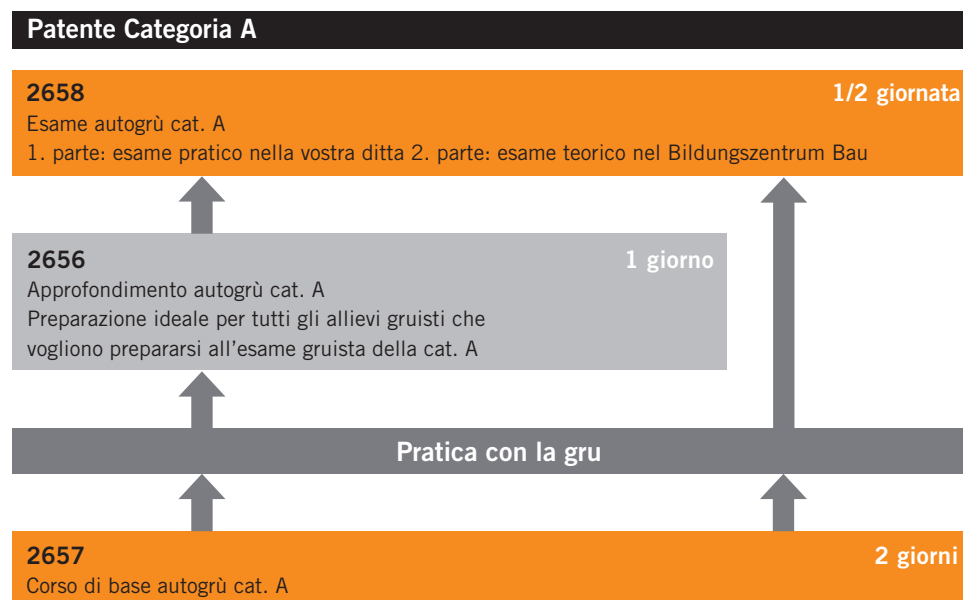 Patente Categoria A
2658 1/2 giornata
Esame autogrù cat. A
1. parte: esame pratico nella vostra ditta 2. parte: esame teorico nel Bildungszentrum Bau
2656 1 giorno
Approfondimento autogrù cat. A
Preparazione ideale per tutti gli allievi gruisti che
vogliono prepararsi all’esame gruista della cat. A
Pratica con la gru
2657 2 giorni
Corso di base autogrù cat. A